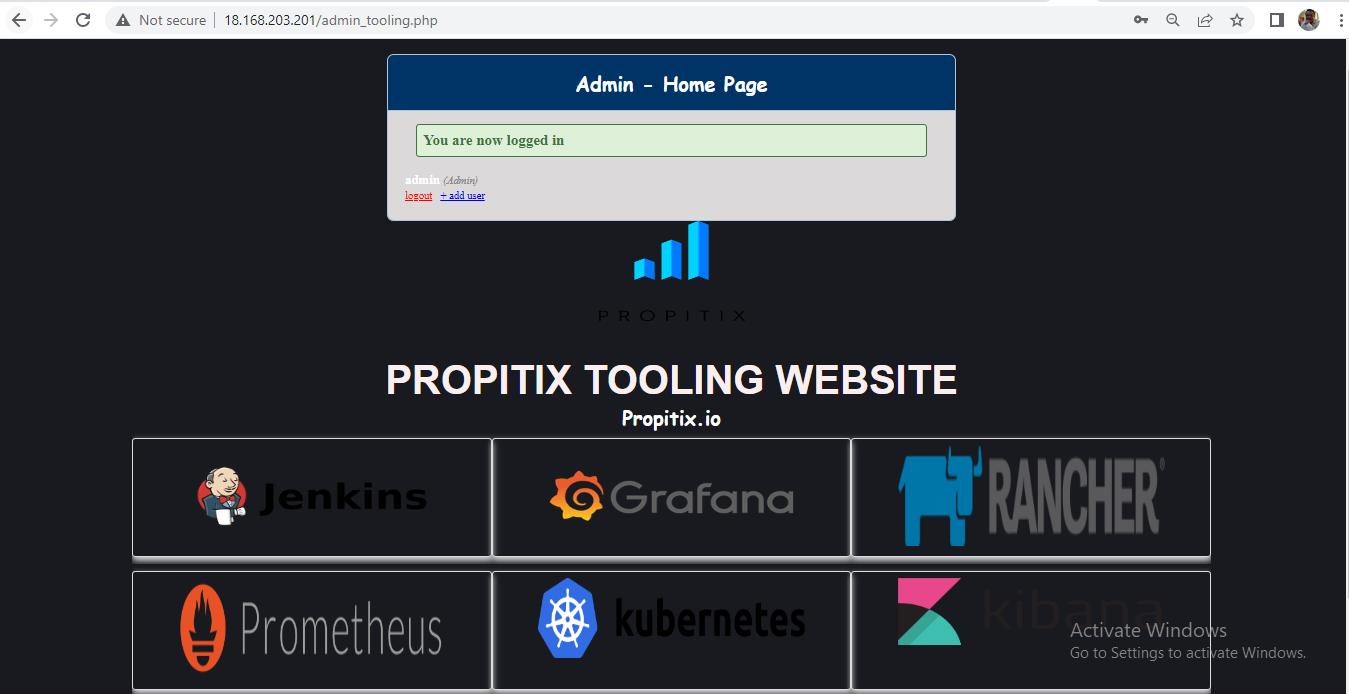 Not secure | 18.168.203.201/admin_tooling.php
Admin - Home Page
You are now logged in
admin (Admin)
logout + add user
PROPITIX
PROPITIX TOOLING WEBSITE
Propitix.io
Jenkins Grafana RANCHER®
Prometheus kubernetes kibana
Activate Windows
Go to Settings to activate Windows.